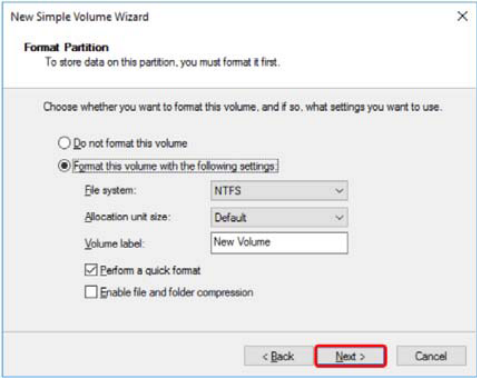 New Simple Volume Wizard
Format Partition
To store data on this partition, you must format it first.
Choose whether you want to format this volume, and if so, what settings you want to use.
Do not format this volume
Format this volume with the following settings:
File system: NTFS
Allocation unit size: Default
Volume label: New Volume
Perform a quick format
Enable file and folder compression
< Back Next > Cancel